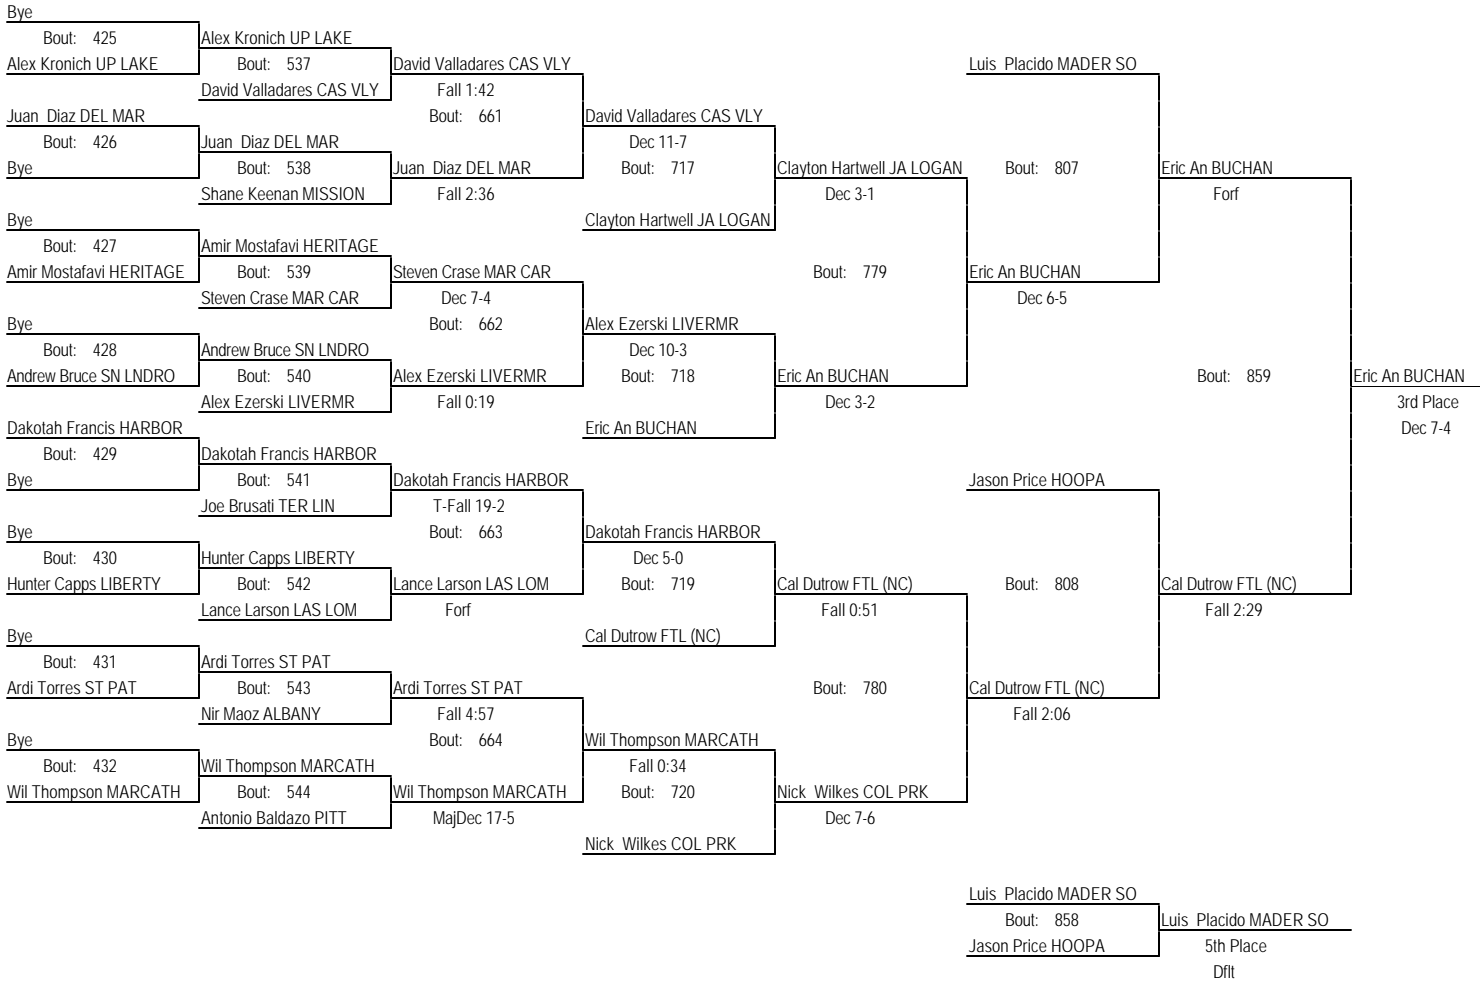 Bye
Bout: 425
Alex Kronich UP LAKE
Alex Kronich UP LAKE
Bout: 537
David Valladares CAS VLY
David Valladares CAS VLY
Fall 1:42
Bout: 661
Juan Diaz DEL MAR
Bout: 426
Bye
Juan Diaz DEL MAR
Bout: 538
Shane Keenan MISSION
Juan Diaz DEL MAR
Fall 2:36
David Valladares CAS VLY
Dec 11-7
Bout: 717
Clayton Hartwell JA LOGAN
Clayton Hartwell JA LOGAN
Dec 3-1
Bye
Bout: 427
Amir Mostafavi HERITAGE
Amir Mostafavi HERITAGE
Bout: 539
Steven Crase MAR CAR
Steven Crase MAR CAR
Dec 7-4
Bout: 662
Bye
Bout: 428
Andrew Bruce SN LNDRO
Andrew Bruce SN LNDRO
Bout: 540
Alex Ezerski LIVERMR
Alex Ezerski LIVERMR
Fall 0:19
Alex Ezerski LIVERMR
Dec 10-3
Bout: 718
Eric An BUCHAN
Eric An BUCHAN
Dec 3-2
Bout: 779
Luis Placido MADER SO
Bout: 807
Eric An BUCHAN
Dec 6-5
Eric An BUCHAN
Forf
Dakotah Francis HARBOR
Bout: 429
Bye
Dakotah Francis HARBOR
Bout: 541
Joe Brusati TER LIN
Dakotah Francis HARBOR
T-Fall 19-2
Bout: 663
Bye
Bout: 430
Hunter Capps LIBERTY
Hunter Capps LIBERTY
Bout: 542
Lance Larson LAS LOM
Lance Larson LAS LOM
Forf
Dakotah Francis HARBOR
Dec 5-0
Bout: 719
Cal Dutrow FTL (NC)
Cal Dutrow FTL (NC)
Fall 0:51
Bye
Bout: 431
Ardi Torres ST PAT
Ardi Torres ST PAT
Bout: 543
Nir Maoz ALBANY
Ardi Torres ST PAT
Fall 4:57
Bout: 664
Bye
Bout: 432
Wil Thompson MARCATH
Wil Thompson MARCATH
Bout: 544
Antonio Baldazo PITT
Wil Thompson MARCATH
MajDec 17-5
Wil Thompson MARCATH
Fall 0:34
Bout: 720
Nick Wilkes COL PRK
Nick Wilkes COL PRK
Dec 7-6
Bout: 780
Jason Price HOOPA
Bout: 808
Cal Dutrow FTL (NC)
Fall 2:06
Cal Dutrow FTL (NC)
Fall 2:29
Bout: 859
Eric An BUCHAN
3rd Place
Dec 7-4
Luis Placido MADER SO
Bout: 858
Jason Price HOOPA
Luis Placido MADER SO
5th Place
Dflt